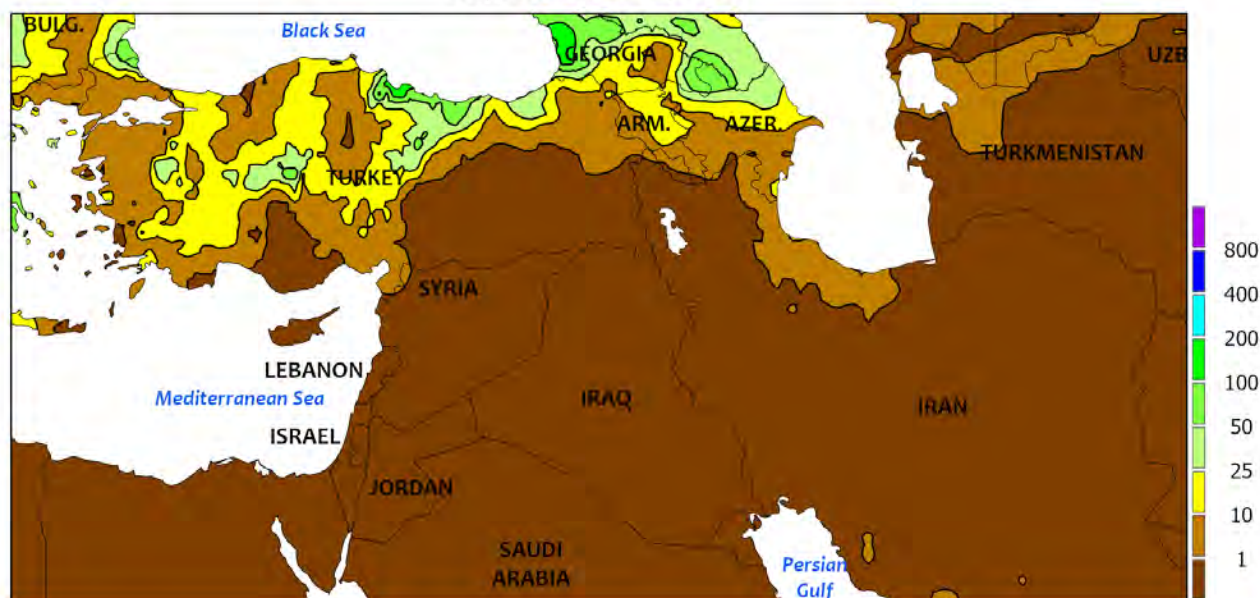 BULG.
Black Sea
GEORGIA
UZB
ARM.
AZER.
TURKMENISTAN
TURKEY
SYRIA
LEBANON
Mediterranean Sea
IRAQ
IRAN
ISRAEL
JORDAN
SAUDI
ARABIA
Persian
Gulf
800
400
200
100
50
25
10
1